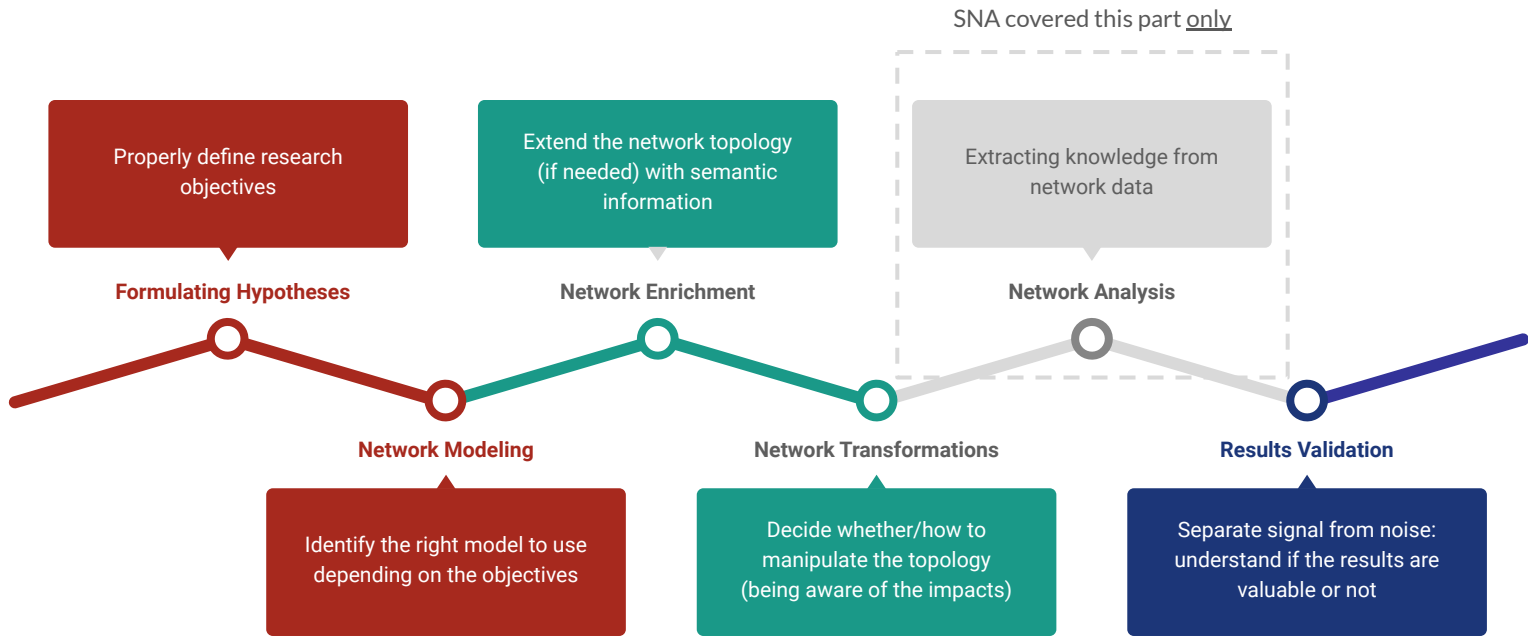 SNA covered this part only
Properly define research
objectives
Extend the network topology
(if needed) with semantic
information
Extracting knowledge from
network data
Formulating Hypotheses
Network Enrichment
Network Analysis
Network Modeling
Network Transformations
Results Validation
Identify the right model to use
depending on the objectives
Decide whether/how to
manipulate the topology
(being aware of the impacts)
Separate signal from noise:
understand if the results are
valuable or not